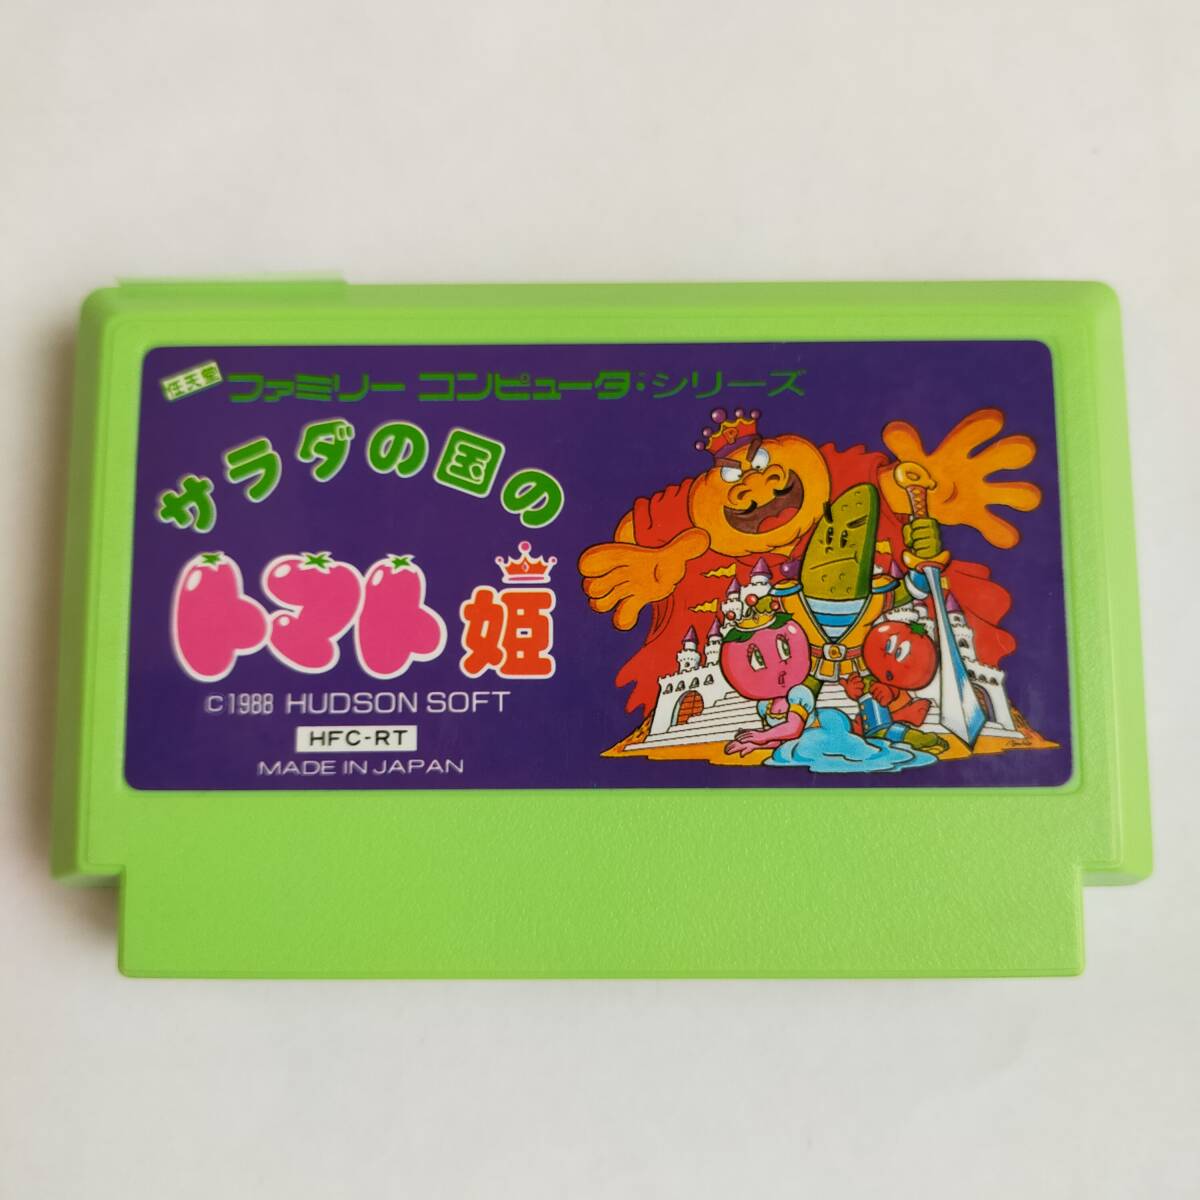 任天堂 ファミリー コンピュータ・シリーズ
サラダの国の
トマト姫
©1988 HUDSON SOFT
HFC-RT
MADE IN JAPAN
P